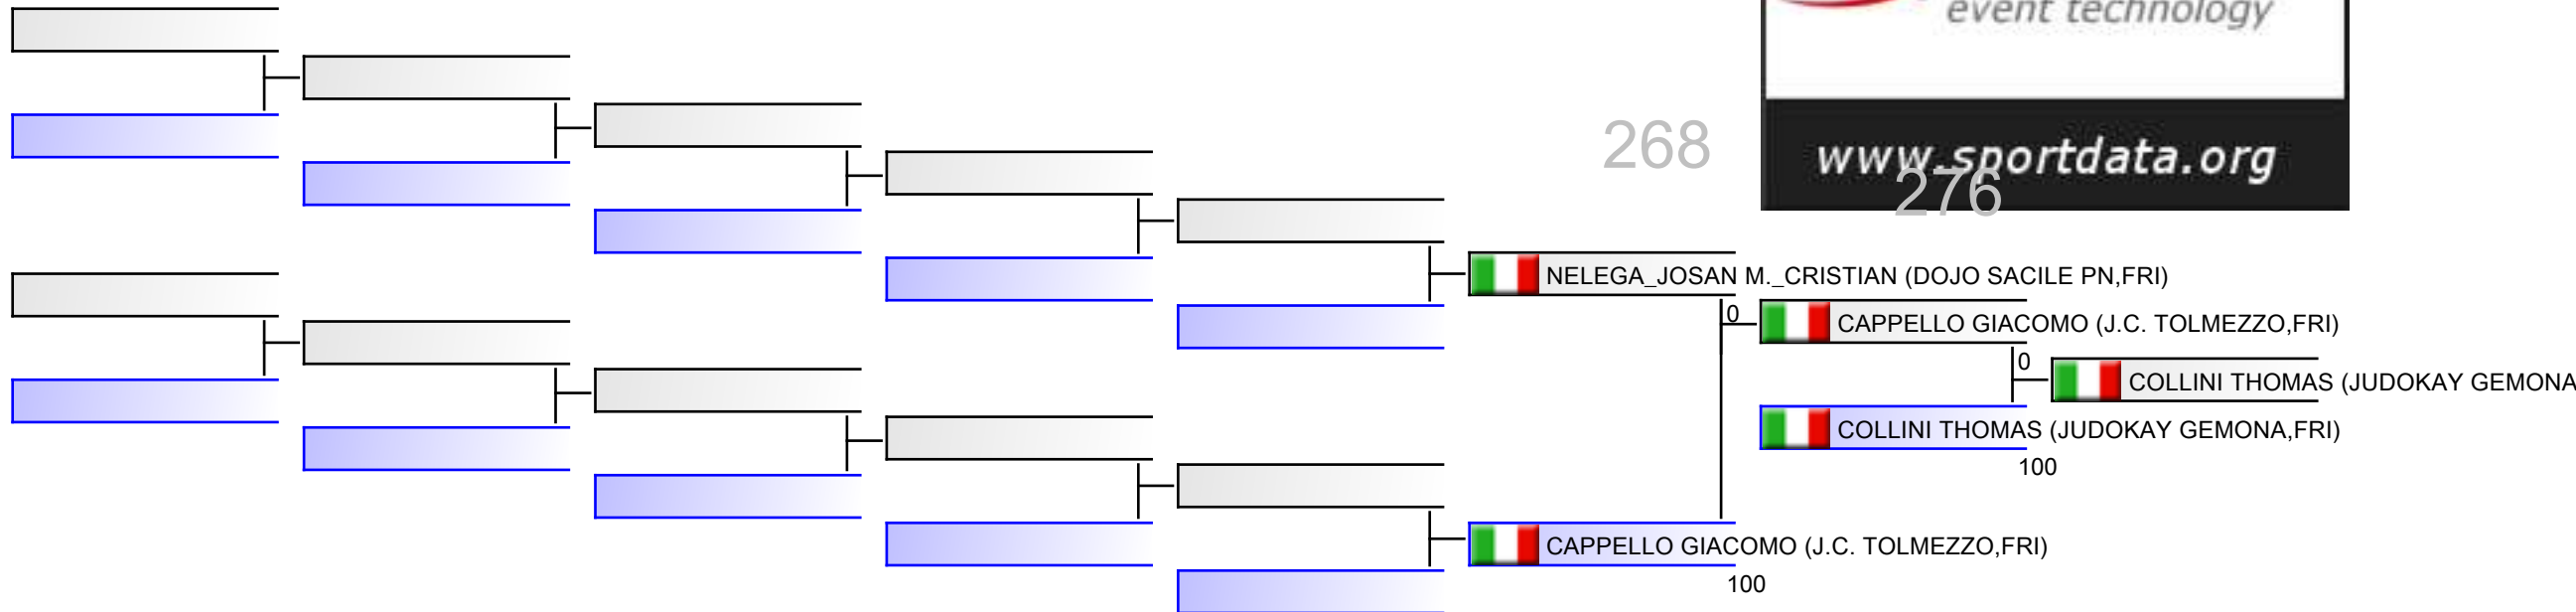 event technology
268
www.sportdata.org
276
NELEGA_JOSAN M._CRISTIAN (DOJO SACILE PN,FRI)
0
CAPPELLO GIACOMO (J.C. TOLMEZZO,FRI)
0
COLLINI THOMAS (JUDOKAY GEMONA
COLLINI THOMAS (JUDOKAY GEMONA,FRI)
100
CAPPELLO GIACOMO (J.C. TOLMEZZO,FRI)
100